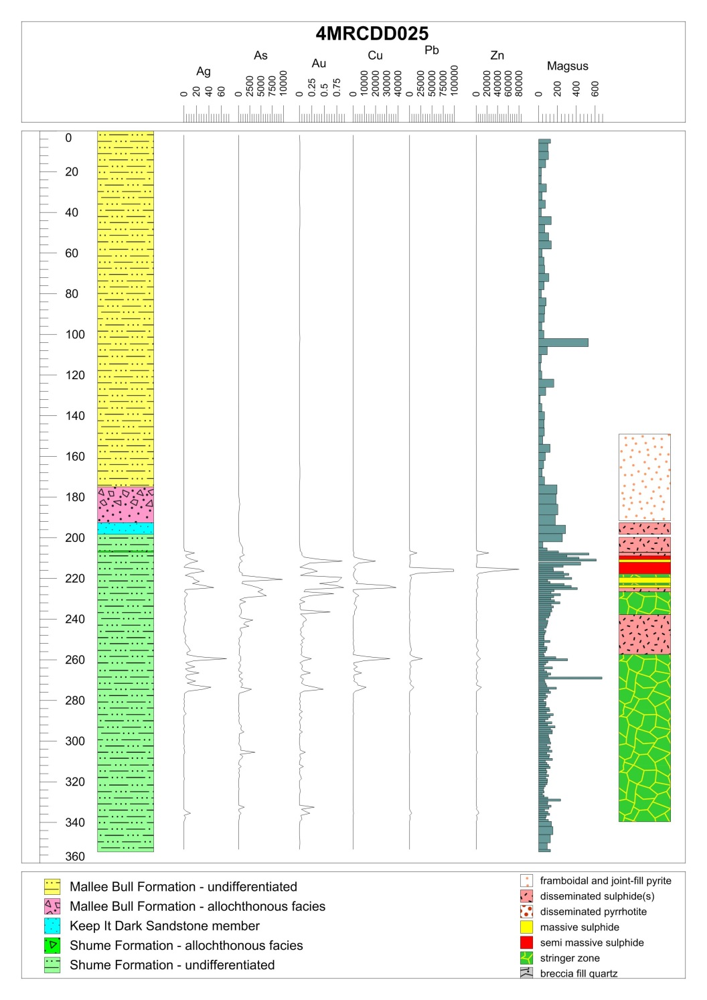 4MRCDD025
Ag As Au Cu Pb Zn Magsus
0 20 40 60
0 2500 5000 7500 10000
0 0.25 0.5 0.75
0 10000 20000 30000 40000
0 25000 50000 75000 100000
0 20000 40000 60000 80000
0 200 400 600
0
20
40
60
80
100
120
140
160
180
200
220
240
260
280
300
320
340
360
Mallee Bull Formation - undifferentiated
Mallee Bull Formation - allochthonous facies
Keep It Dark Sandstone member
Shume Formation - allochthonous facies
Shume Formation - undifferentiated
framboidal and joint-fill pyrite
disseminated sulphide(s)
disseminated pyrrhotite
massive sulphide
semi massive sulphide
stringer zone
breccia fill quartz